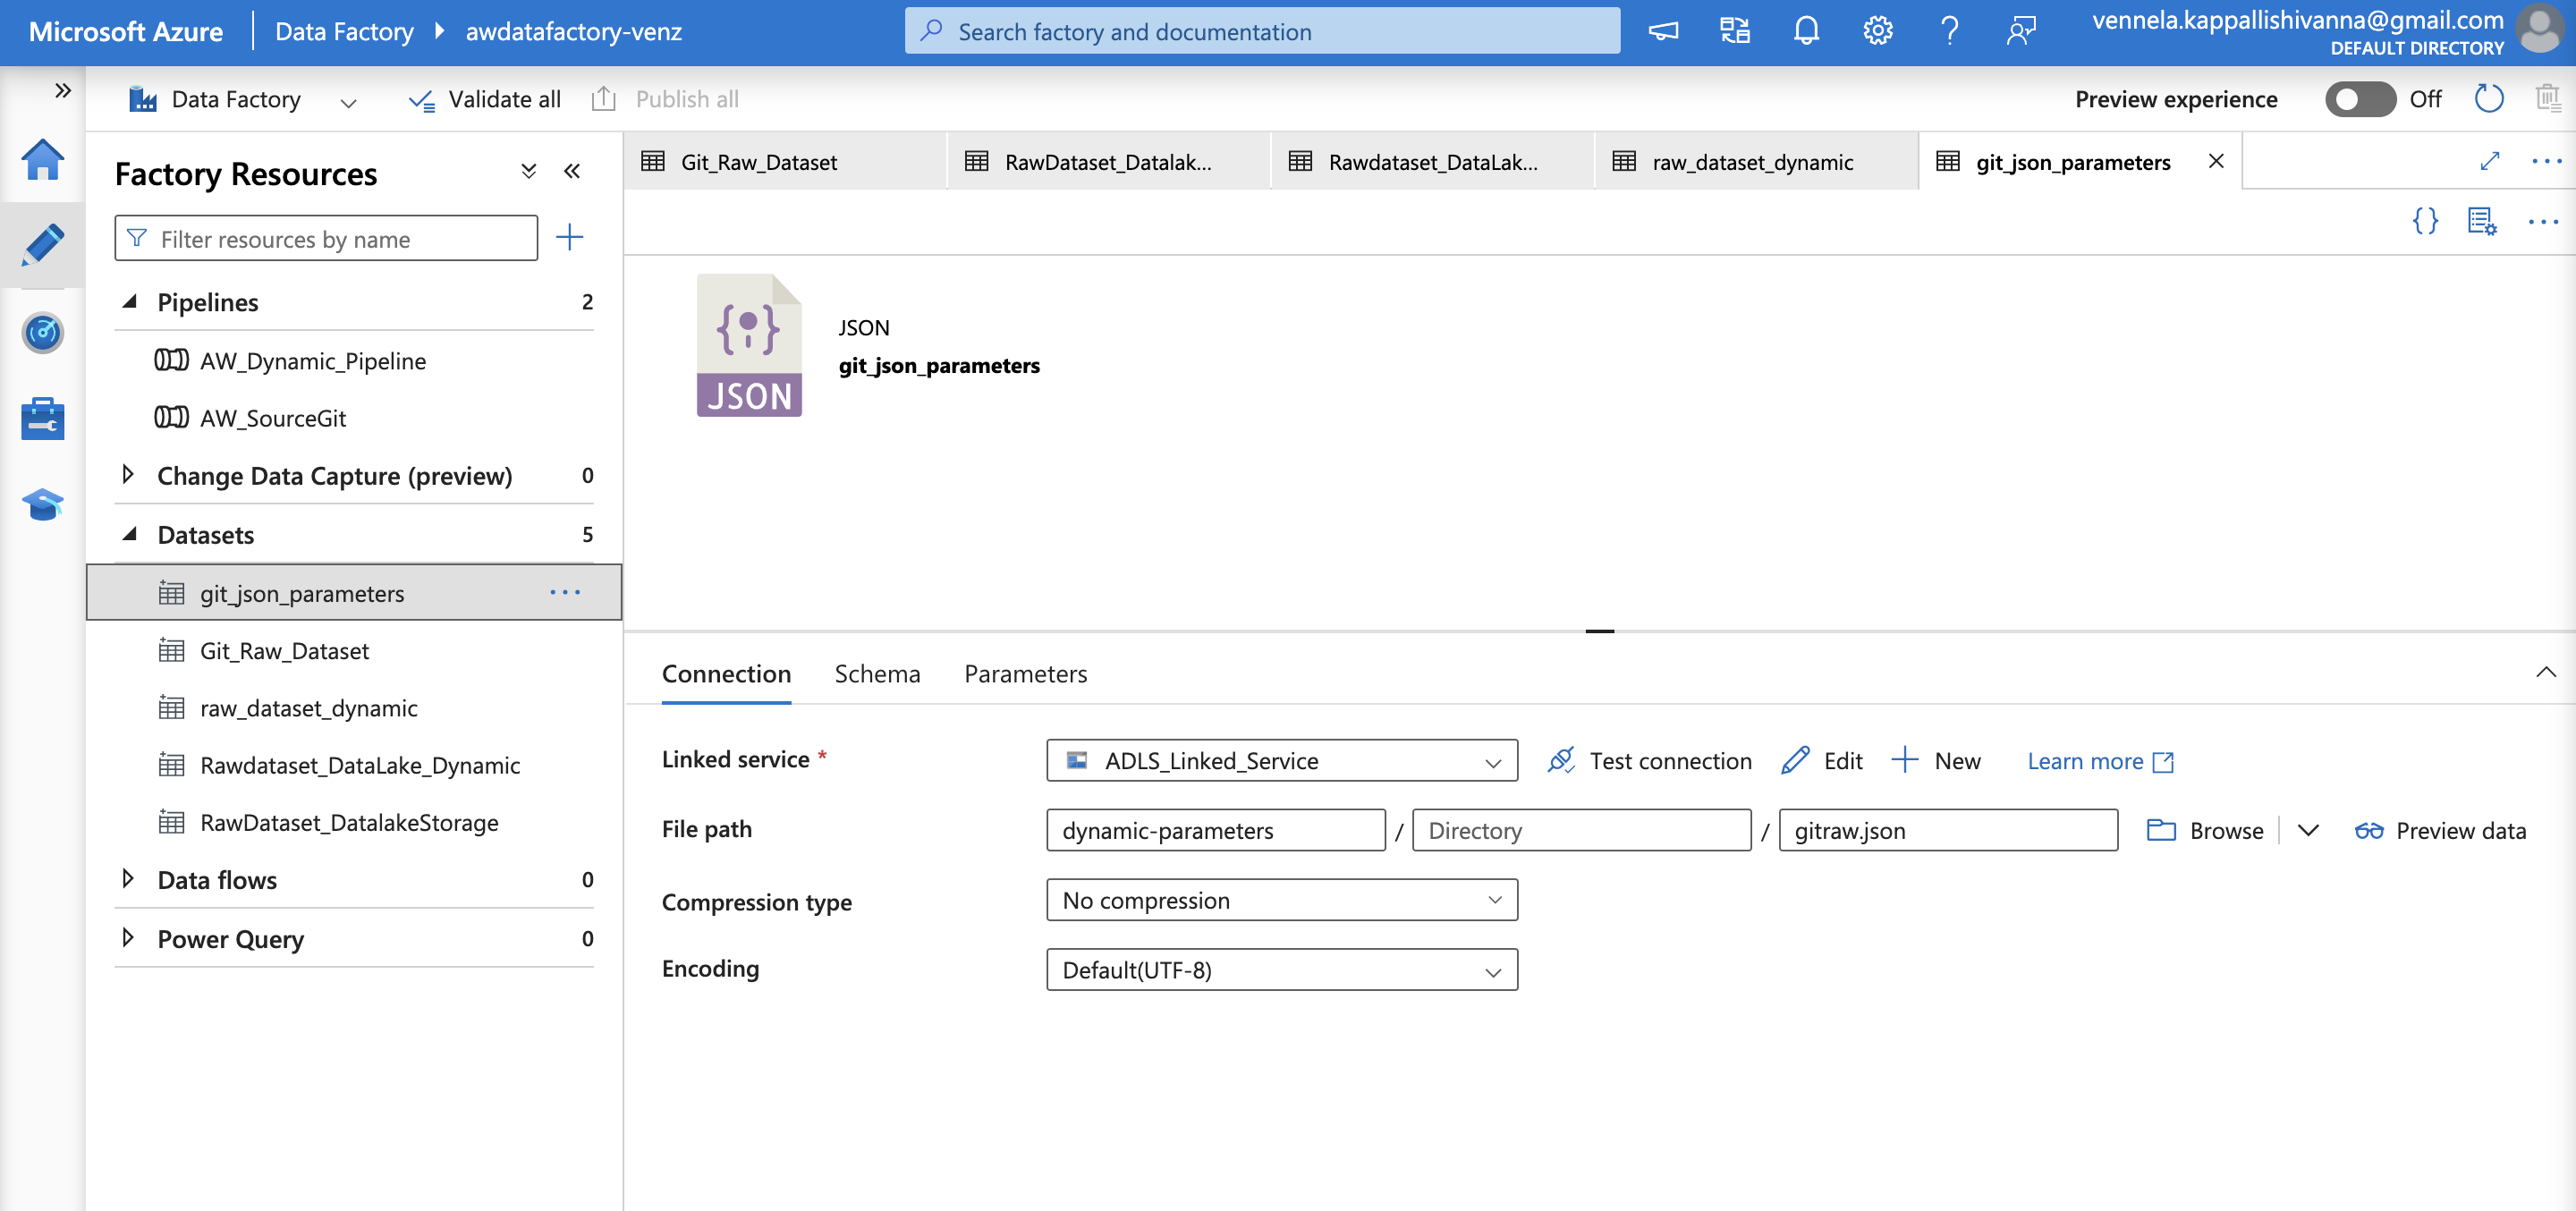 Microsoft Azure
Data Factory
awdatafactory-venz
Search factory and documentation
vennela.kappallishivanna@gmail.com
DEFAULT DIRECTORY
Data Factory
Validate all
Publish all
Preview experience
Off
Factory Resources
Filter resources by name
Pipelines 2
AW_Dynamic_Pipeline
AW_SourceGit
Change Data Capture (preview) 0
Datasets 5
git_json_parameters
Git_Raw_Dataset
raw_dataset_dynamic
Rawdataset_DataLake_Dynamic
RawDataset_DatalakeStorage
Data flows 0
Power Query 0
Git_Raw_Dataset
RawDataset_Datalak...
Rawdataset_DataLak...
raw_dataset_dynamic
git_json_parameters
JSON
JSON
git_json_parameters
Connection
Schema
Parameters
Linked service *
ADLS_Linked_Service
Test connection
Edit
New
Learn more
File path
dynamic-parameters / Directory / gitraw.json
Browse
Preview data
Compression type
No compression
Encoding
Default(UTF-8)